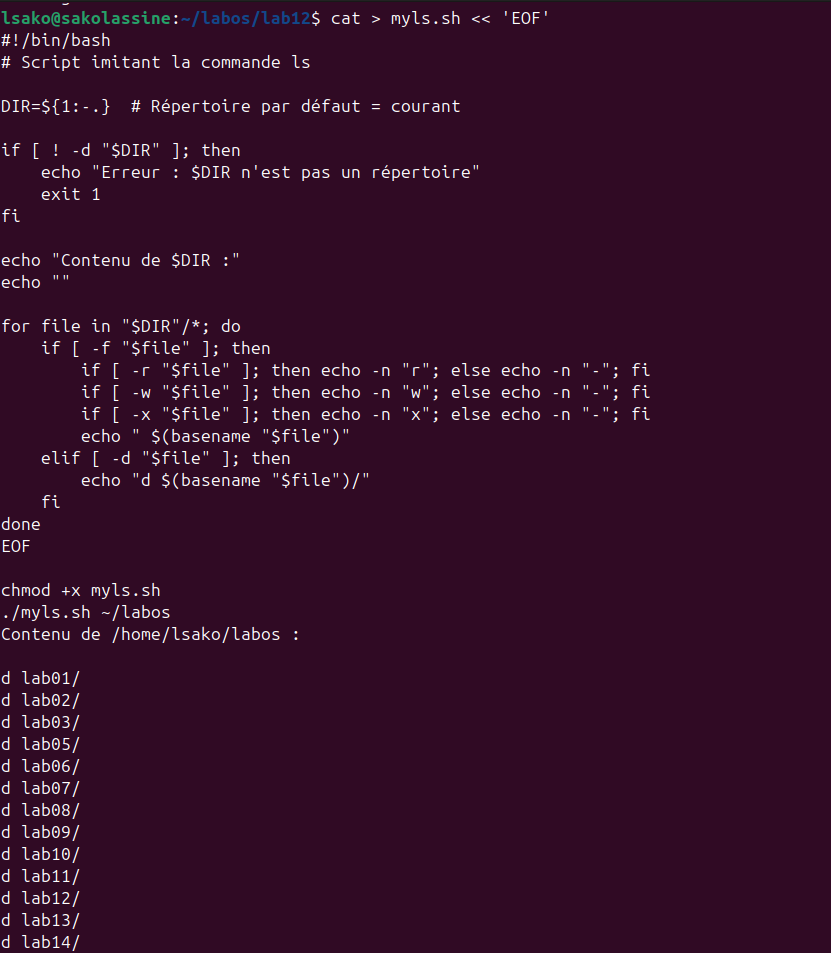 lsako@sakolassine:~/labos/lab12$ cat > myls.sh << 'EOF'
#!/bin/bash
# Script imitant la commande ls

DIR=${1:-.}  # Répertoire par défaut = courant

if [ ! -d "$DIR" ]; then
    echo "Erreur : $DIR n'est pas un répertoire"
    exit 1
fi

echo "Contenu de $DIR :"
echo ""

for file in "$DIR"/*; do
    if [ -f "$file" ]; then
        if [ -r "$file" ]; then echo -n "r"; else echo -n "-"; fi
        if [ -w "$file" ]; then echo -n "w"; else echo -n "-"; fi
        if [ -x "$file" ]; then echo -n "x"; else echo -n "-"; fi
        echo " $(basename "$file")"
    elif [ -d "$file" ]; then
        echo "d $(basename "$file")/"
    fi
done
EOF

chmod +x myls.sh
./myls.sh ~/labos
Contenu de /home/lsako/labos :

d lab01/
d lab02/
d lab03/
d lab05/
d lab06/
d lab07/
d lab08/
d lab09/
d lab10/
d lab11/
d lab12/
d lab13/
d lab14/